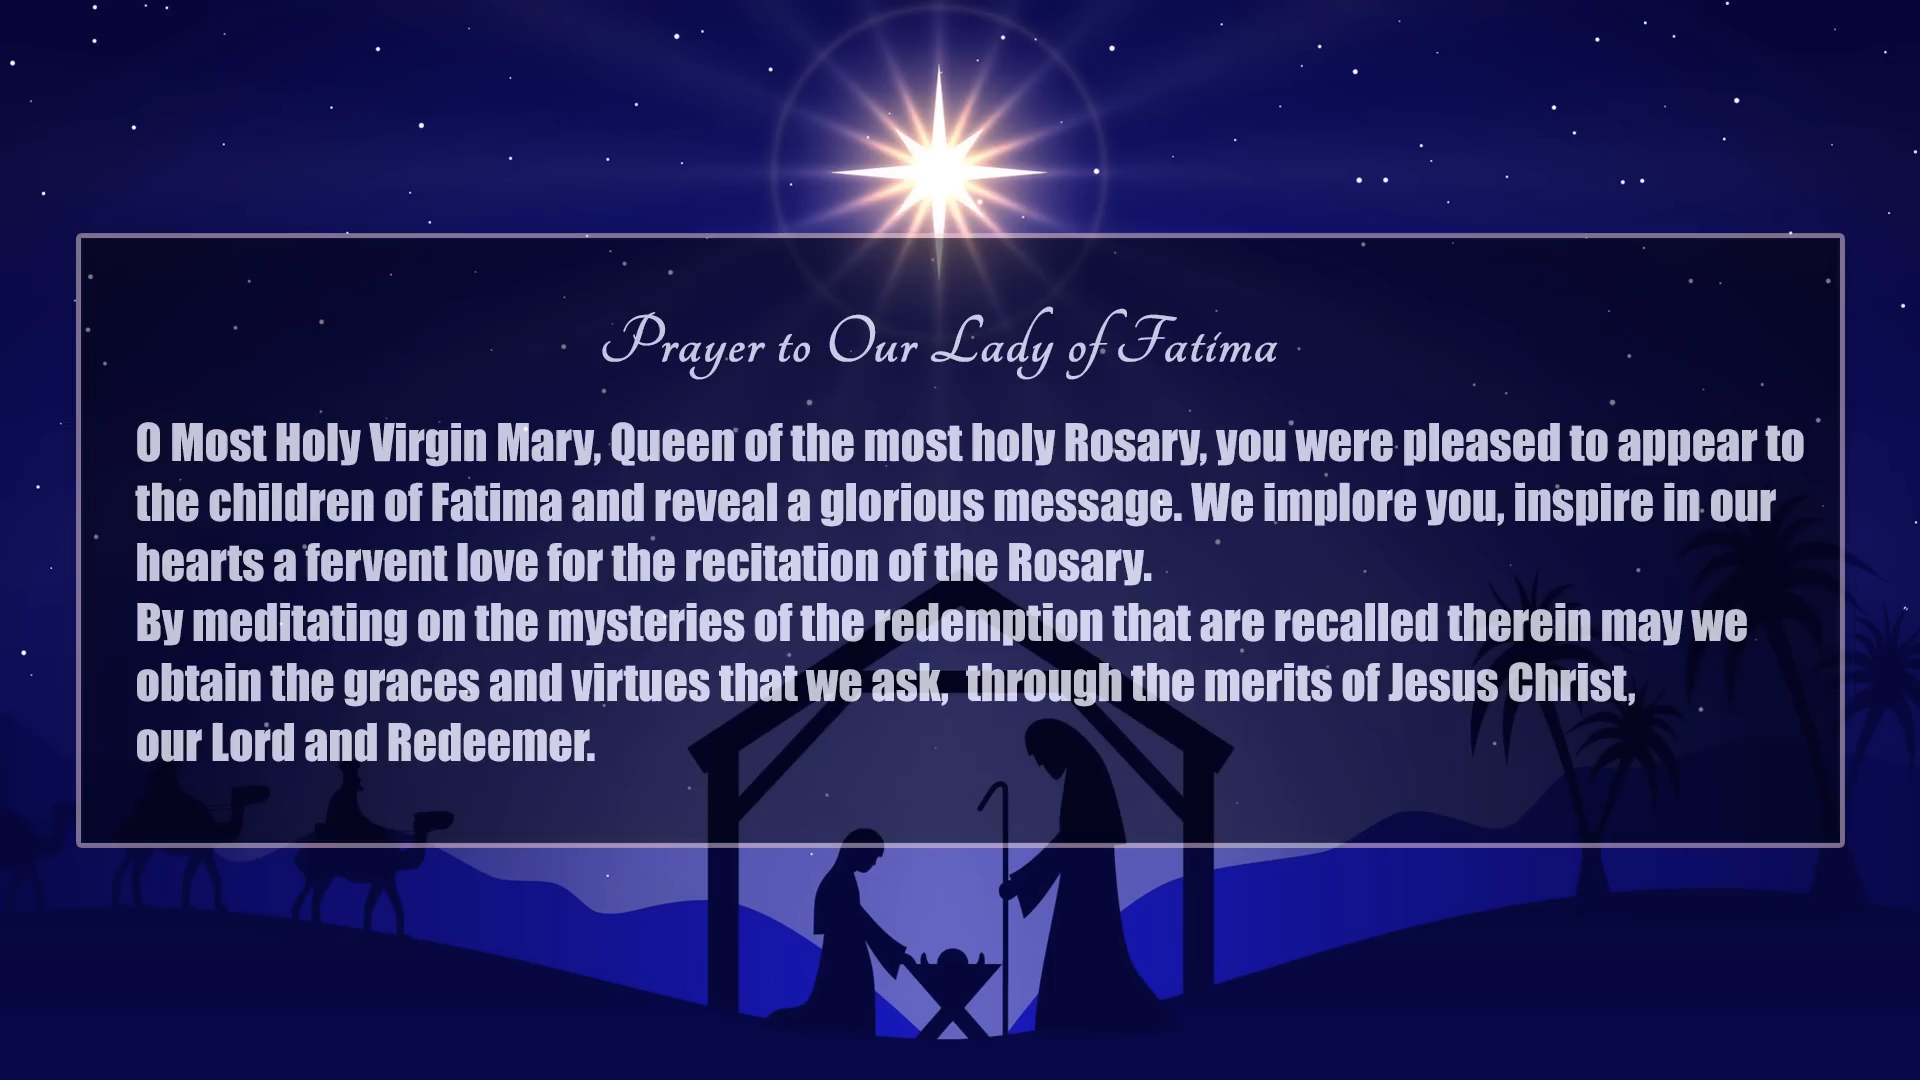 Prayer to Our Lady of Fatima
O Most Holy Virgin Mary, Queen of the most holy Rosary, you were pleased to appear to
the children of Fatima and reveal a glorious message. We implore you, inspire in our
hearts a fervent love for the recitation of the Rosary.
By meditating on the mysteries of the redemption that are recalled therein may we
obtain the graces and virtues that we ask,  through the merits of Jesus Christ,
our Lord and Redeemer.